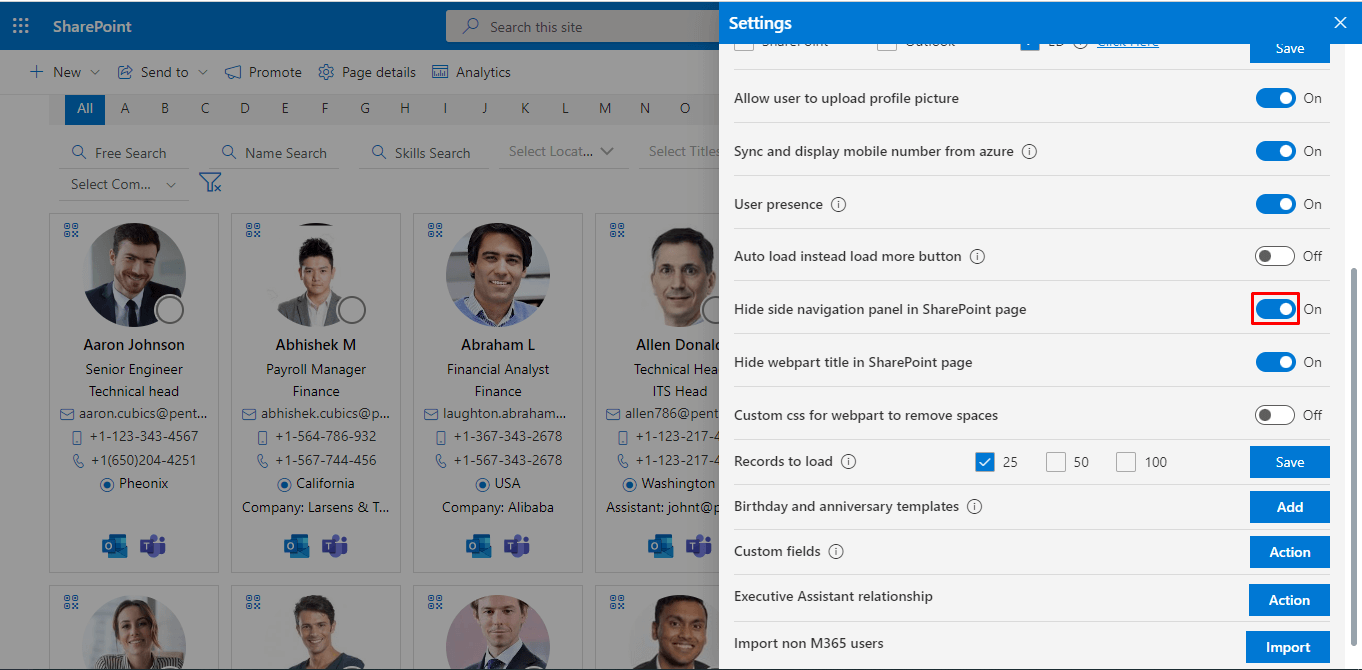 SharePoint
Search this site
New
Send to
Promote
Page details
Analytics
All A B C D E F G H I J K L M N O
Free Search
Name Search
Skills Search
Select Locat...
Select Titles
Select Com...
Aaron Johnson
Senior Engineer
Technical head
aaron.cubics@pent...
+1-123-343-4567
+1(650)204-4251
Pheonix
Abhishek M
Payroll Manager
Finance
abhishek.cubics@p...
+1-564-786-932
+1-567-744-456
California
Company: Larsens & T...
Abraham L
Financial Analyst
Finance
laughton.abraham...
+1-367-343-2678
+1-367-343-2678
USA
Company: Alibaba
Allen Donald
Technical Hea
ITS Head
allen786@pent
+1-123-217-4
+1-123-217-4
Washington
Assistant: johnt@p
Settings
SharePoint
Outlook
Click Here
Save
Allow user to upload profile picture
On
Sync and display mobile number from azure
On
User presence
On
Auto load instead load more button
Off
Hide side navigation panel in SharePoint page
On
Hide webpart title in SharePoint page
On
Custom css for webpart to remove spaces
Off
Records to load
25
50
100
Save
Birthday and anniversary templates
Add
Custom fields
Action
Executive Assistant relationship
Action
Import non M365 users
Import